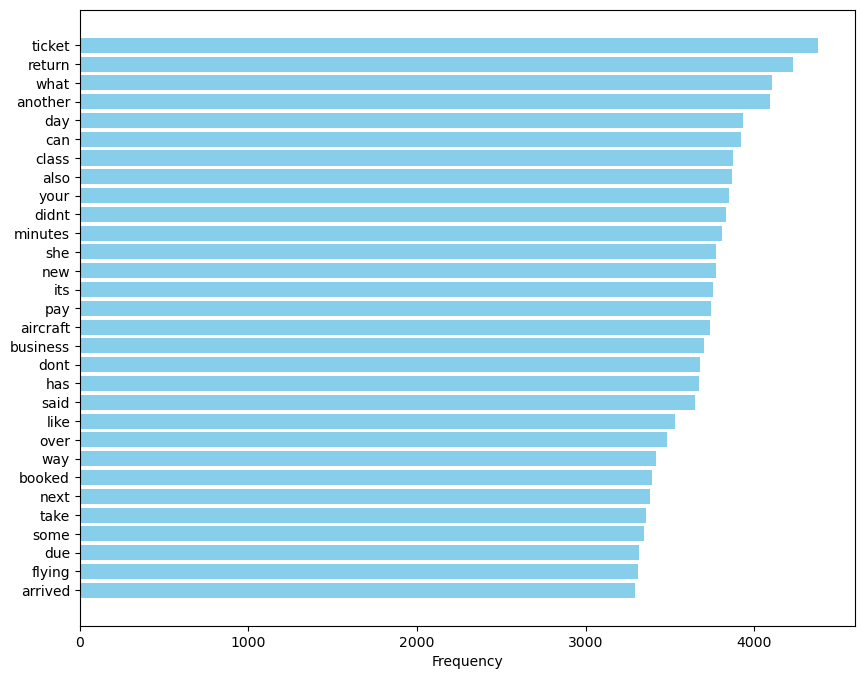 ticket
return
what
another
day
can
class
also
your
didnt
minutes
she
new
its
pay
aircraft
business
dont
has
said
like
over
way
booked
next
take
some
due
flying
arrived
0 1000 2000 3000 4000
Frequency